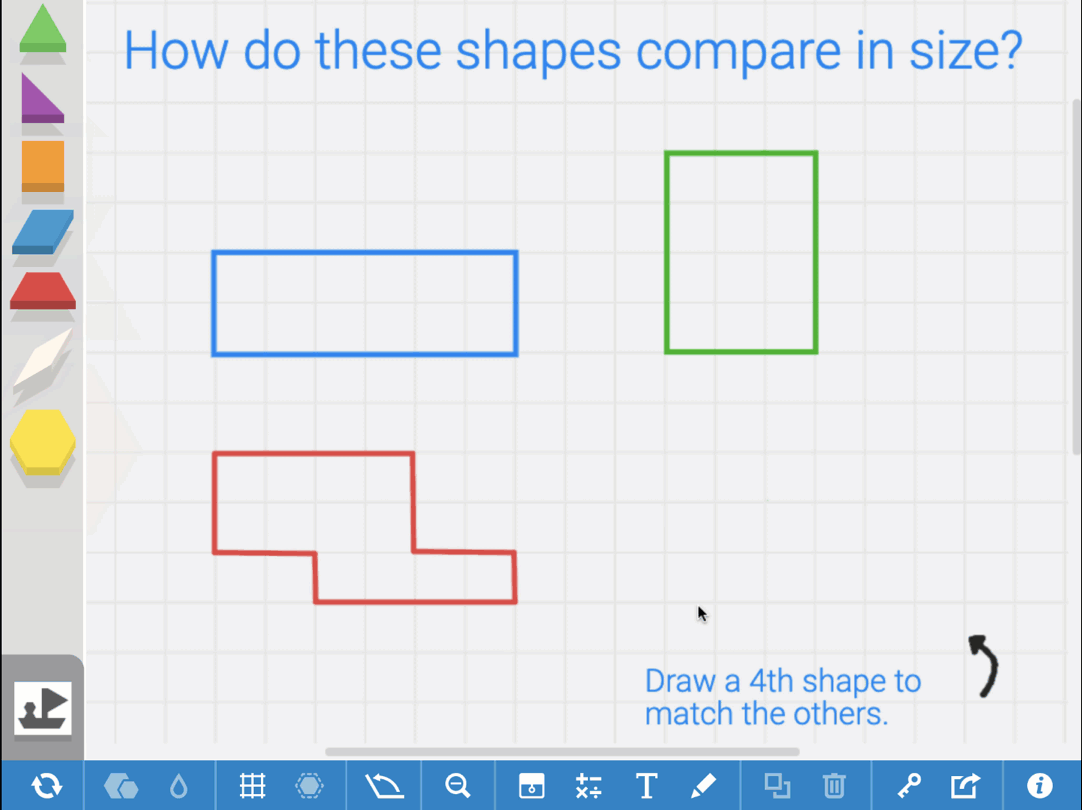 How do these shapes compare in size?
Draw a 4th shape to
match the others.
T
i